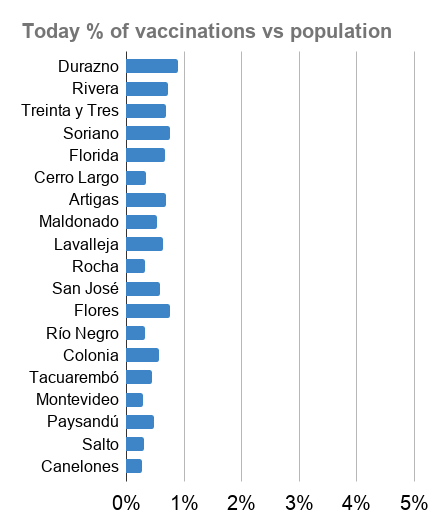 Today % of vaccinations vs population
Durazno
Rivera
Treinta y Tres
Soriano
Florida
Cerro Largo
Artigas
Maldonado
Lavalleja
Rocha
San José
Flores
Río Negro
Colonia
Tacuarembó
Montevideo
Paysandú
Salto
Canelones
0% 1% 2% 3% 4% 5%